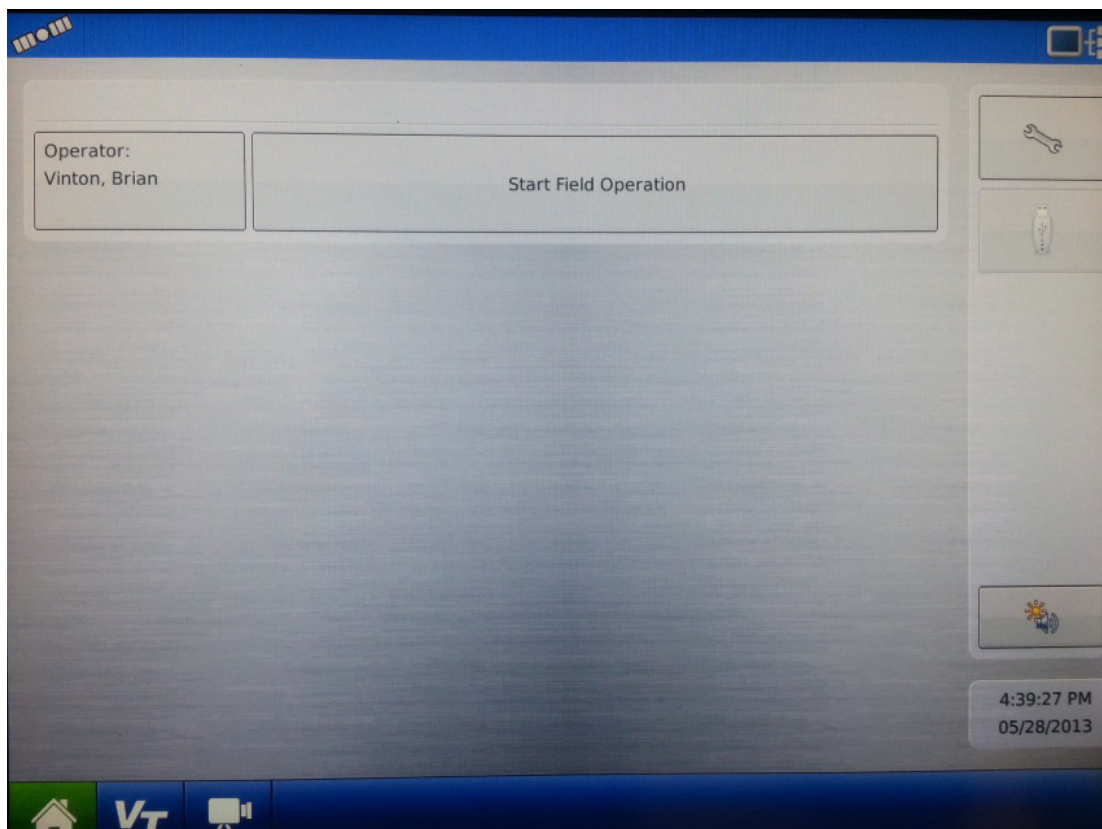 Operator:
Vinton, Brian
Start Field Operation
4:39:27 PM
05/28/2013
VT